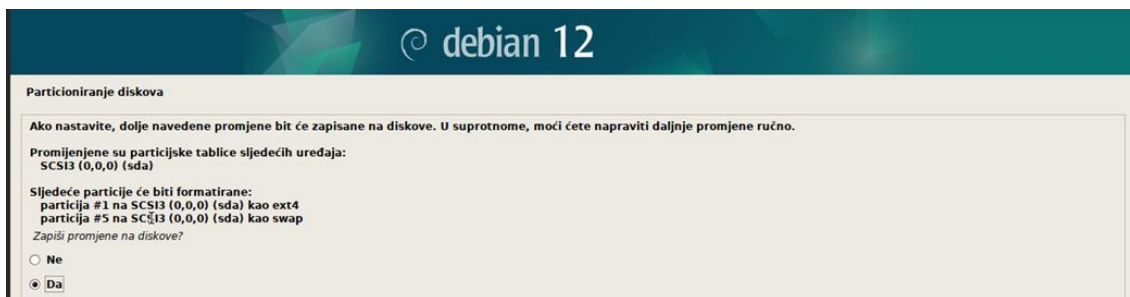 debian 12
Particioniranje diskova
Ako nastavite, dolje navedene promjene bit će zapisane na diskove. U suprotnome, moći ćete napraviti daljnje promjene ručno.
Promijenjene su particijske tablice sljedećih uređaja:
SCSI3 (0,0,0) (sda)
Sljedeće particije će biti formatirane:
particija #1 na SCSI3 (0,0,0) (sda) kao ext4
particija #5 na SCSI3 (0,0,0) (sda) kao swap
Zapiši promjene na diskove?
Ne
Da